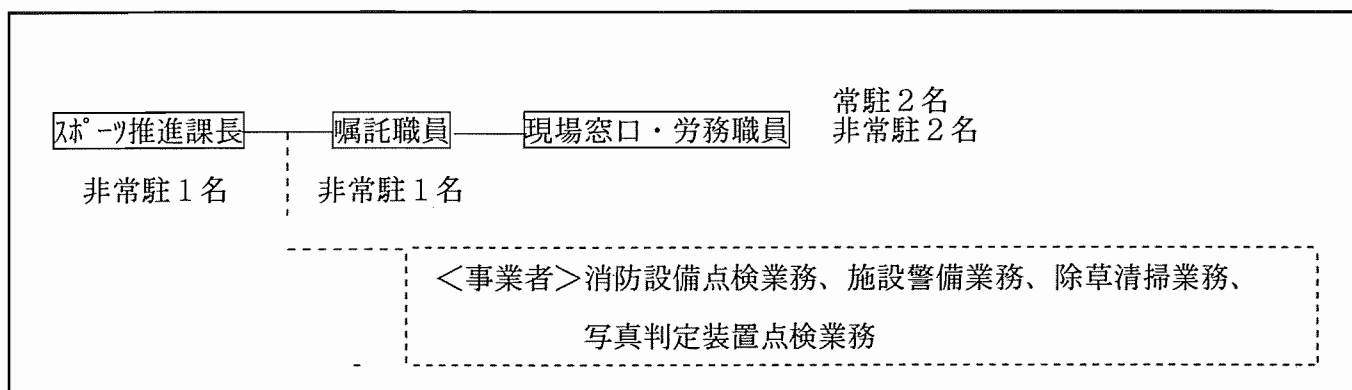 常駐2名
ｽﾎﾟｰﾂ推進課長 嘱託職員 現場窓口・労務職員 非常駐2名
非常駐1名 非常駐1名
＜事業者＞消防設備点検業務、施設警備業務、除草清掃業務、
写真判定装置点検業務